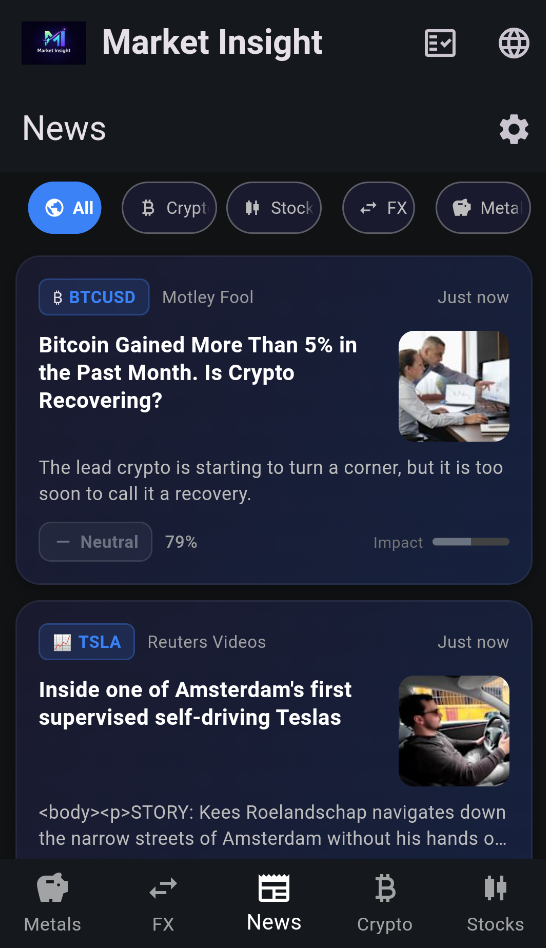 Market Insight
Market Insight
News
All
Crypt
Stock
FX
Meta
₿ BTCUSD
Motley Fool
Just now
Bitcoin Gained More Than 5% in
the Past Month. Is Crypto
Recovering?
The lead crypto is starting to turn a corner, but it is too
soon to call it a recovery.
Neutral
79%
Impact
TSLA
Reuters Videos
Just now
Inside one of Amsterdam's first
supervised self-driving Teslas
<body><p>STORY: Kees Roelandschap navigates down
the narrow streets of Amsterdam without his hands o…
Metals
FX
News
Crypto
Stocks